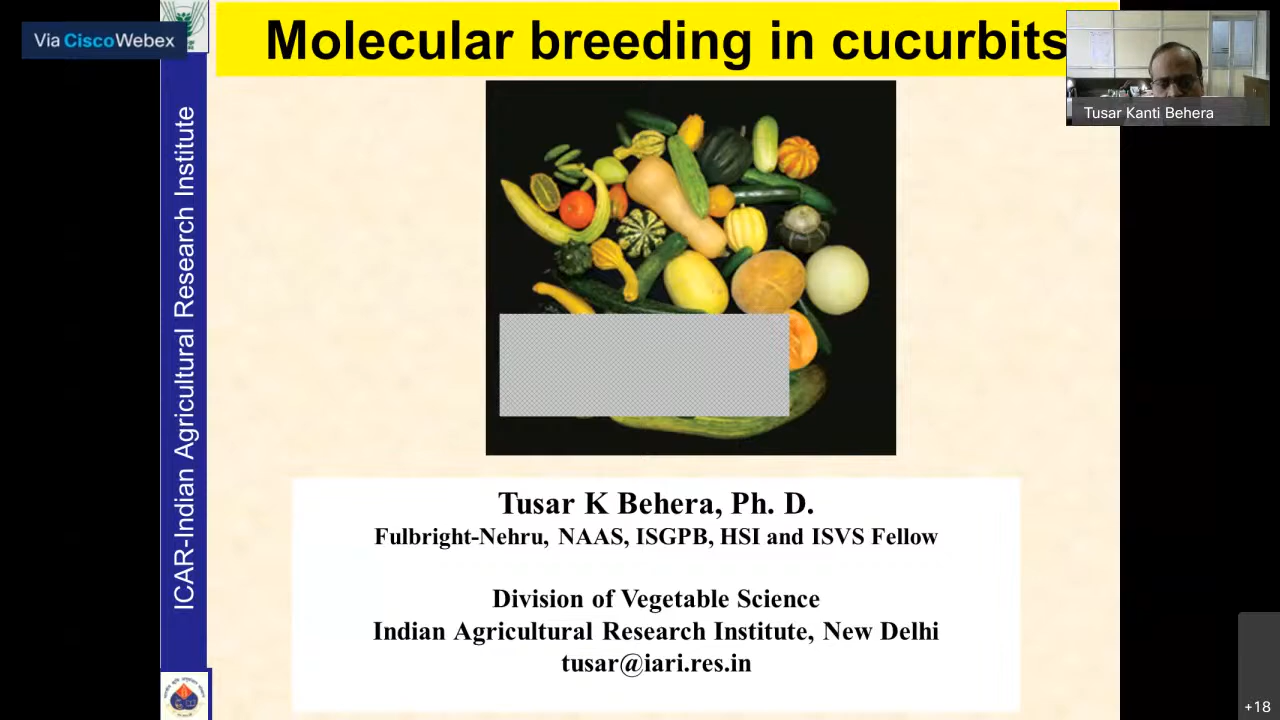 Via Cisco Webex
Molecular breeding in cucurbits
Tusar Kanti Behera
ICAR-Indian Agricultural Research Institute
Tusar K Behera, Ph. D.
Fulbright-Nehru, NAAS, ISGPB, HSI and ISVS Fellow
Division of Vegetable Science
Indian Agricultural Research Institute, New Delhi
tusar@iari.res.in
+18